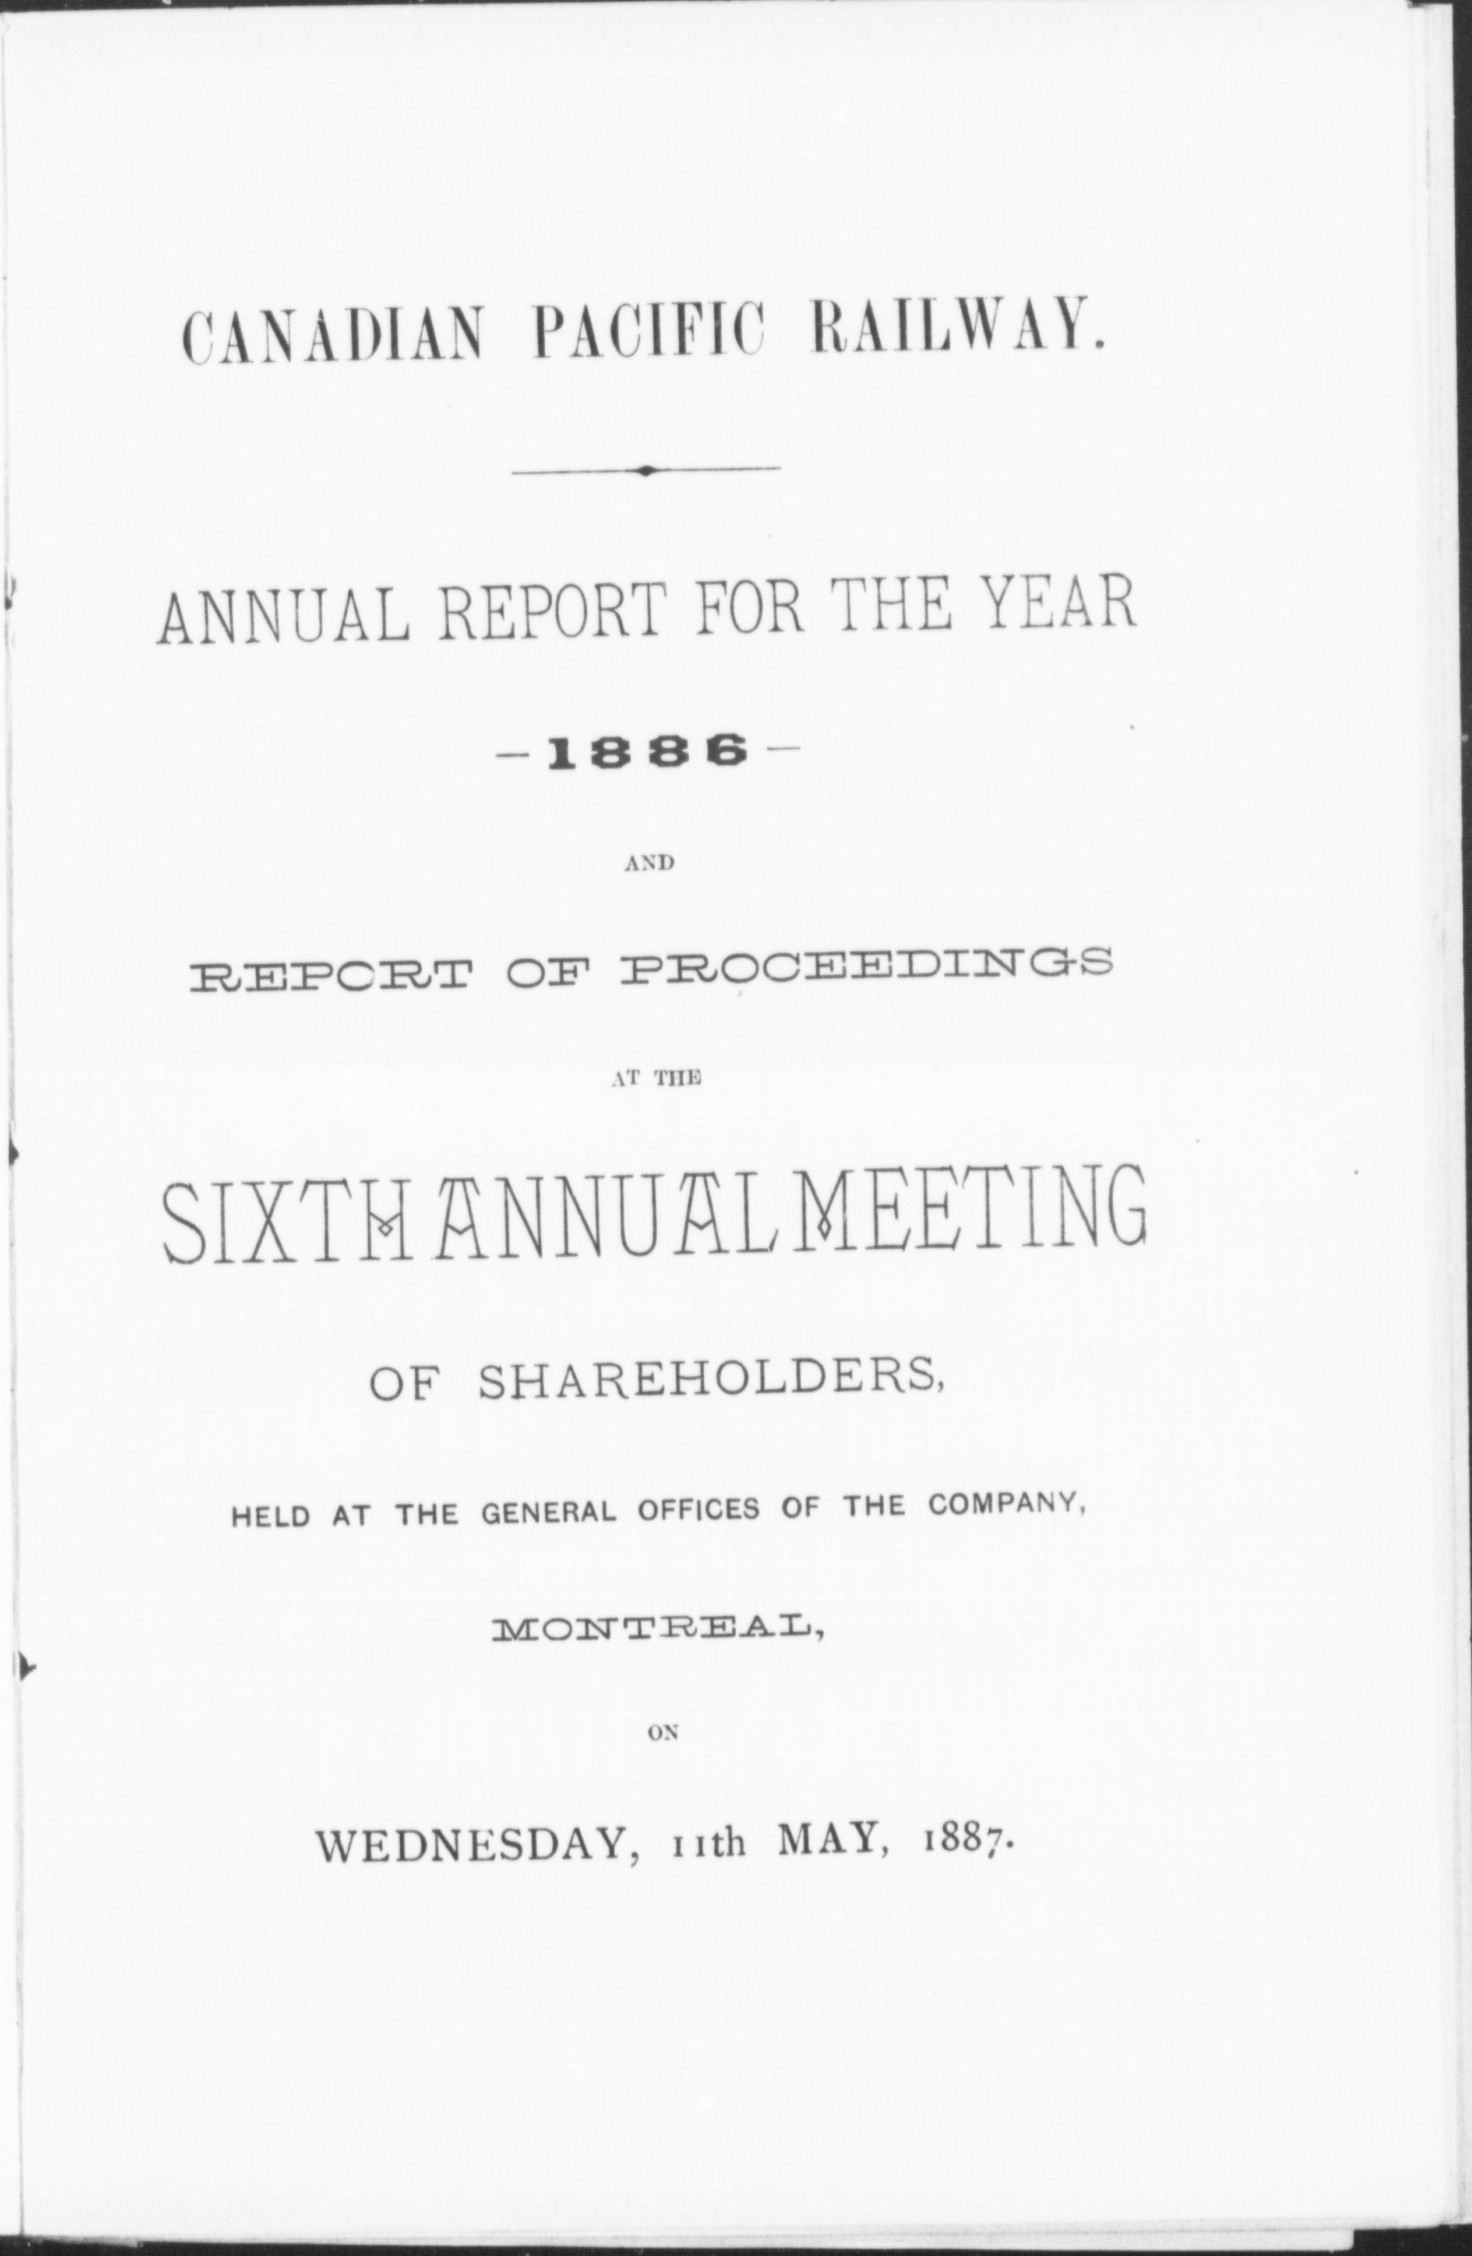 CANADIAN PACIFIC RAILWAY.
ANNUAL REPORT FOR THE YEAR
–1886–
AND
REPORT OF PROCEEDINGS
AT THE
SIXTH ANNUAL MEETING
OF SHAREHOLDERS,
HELD AT THE GENERAL OFFICES OF THE COMPANY,
MONTREAL,
ON
WEDNESDAY, 11th MAY, 1887.